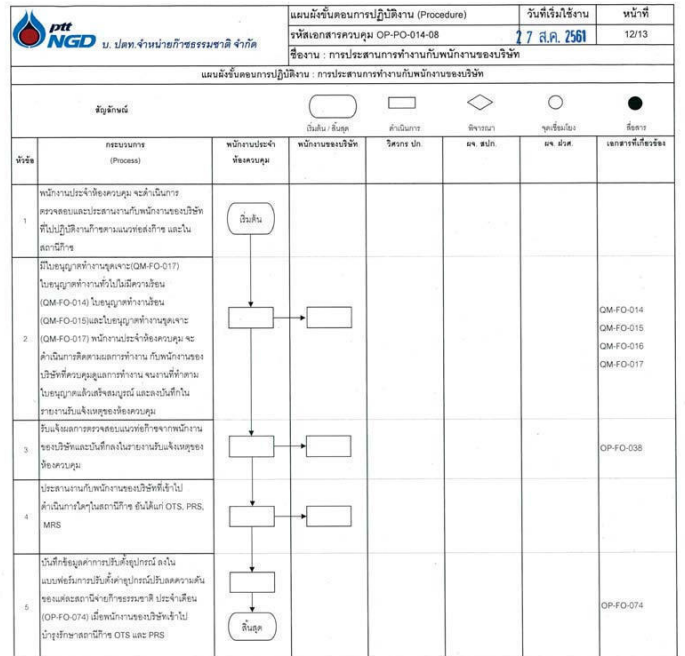 แผนผังขั้นตอนการปฏิบัติงาน (Procedure)
วันที่เริ่มใช้งาน
หน้าที่
ptt
NGD บ. ปตท.จำหน่ายก๊าซธรรมชาติ จำกัด
รหัสเอกสารควบคุม OP-PO-014-08
27 ส.ค. 2561
12/13
ชื่องาน : การประสานการทำงานกับพนักงานของบริษัท
แผนผังขั้นตอนการปฏิบัติงาน : การประสานการทำงานกับพนักงานของบริษัท
สัญลักษณ์
เริ่มต้น / สิ้นสุด
ดำเนินการ
พิจารณา
จุดเชื่อมโยง
สื่อสาร
หัวข้อ
กระบวนการ
(Process)
พนักงานประจำ
ห้องควบคุม
พนักงานของบริษัท
วิศวกร ปก.
ผจ. สปก.
ผจ. ฝวศ.
เอกสารที่เกี่ยวข้อง
1
พนักงานประจำห้องควบคุม จะดำเนินการ
ตรวจสอบและประสานงานกับพนักงานของบริษัท
ที่ไปปฏิบัติงานก๊าซตามแนวท่อส่งก๊าซ และใน
สถานีก๊าซ
เริ่มต้น
2
มีใบอนุญาตทำงานขุดเจาะ(QM-FO-017)
ใบอนุญาตทำงานทั่วไปไม่มีความร้อน
(QM-FO-014) ใบอนุญาตทำงานร้อน
(QM-FO-015)และใบอนุญาตทำงานขุดเจาะ
(QM-FO-017) พนักงานประจำห้องควบคุม จะ
ดำเนินการติดตามผลการทำงาน กับพนักงานของ
บริษัทที่ควบคุมดูแลการทำงาน จนงานที่ทำตาม
ใบอนุญาตแล้วเสร็จสมบูรณ์ และลงบันทึกใน
รายงานรับแจ้งเหตุของห้องควบคุม
QM-FO-014
QM-FO-015
QM-FO-016
QM-FO-017
3
รับแจ้งผลการตรวจสอบแนวท่อก๊าซจากพนักงาน
ของบริษัทและบันทึกลงในรายงานรับแจ้งเหตุของ
ห้องควบคุม
OP-FO-038
4
ประสานงานกับพนักงานของบริษัทที่เข้าไป
ดำเนินการใดๆในสถานีก๊าซ อันได้แก่ OTS, PRS,
MRS
5
บันทึกข้อมูลค่าการปรับตั้งอุปกรณ์ ลงใน
แบบฟอร์มการปรับตั้งค่าอุปกรณ์ปรับลดความดัน
ของแต่ละสถานีจ่ายก๊าซธรรมชาติ ประจำเดือน
(OP-FO-074) เมื่อพนักงานของบริษัทเข้าไป
บำรุงรักษาสถานีก๊าซ OTS และ PRS
สิ้นสุด
OP-FO-074